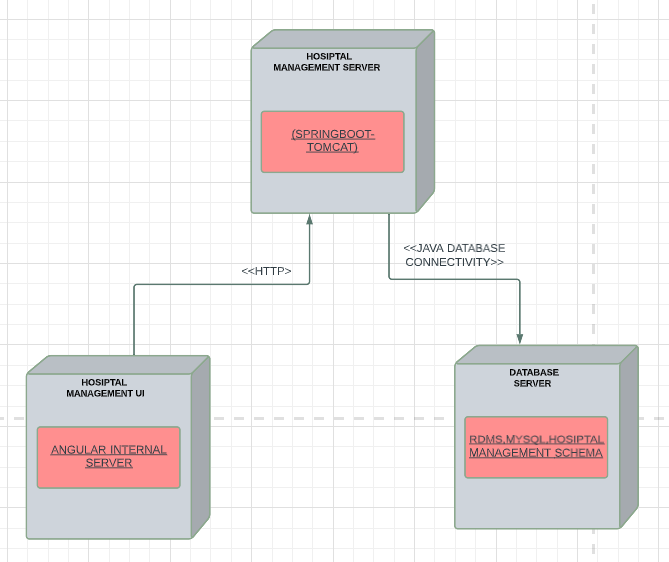 HOSIPTAL
MANAGEMENT SERVER
(SPRINGBOOT-
TOMCAT)
<<HTTP>
<<JAVA DATABASE
CONNECTIVITY>>
HOSIPTAL
MANAGEMENT UI
ANGULAR INTERNAL
SERVER
DATABASE
SERVER
RDMS,MYSQL,HOSIPTAL
MANAGEMENT SCHEMA